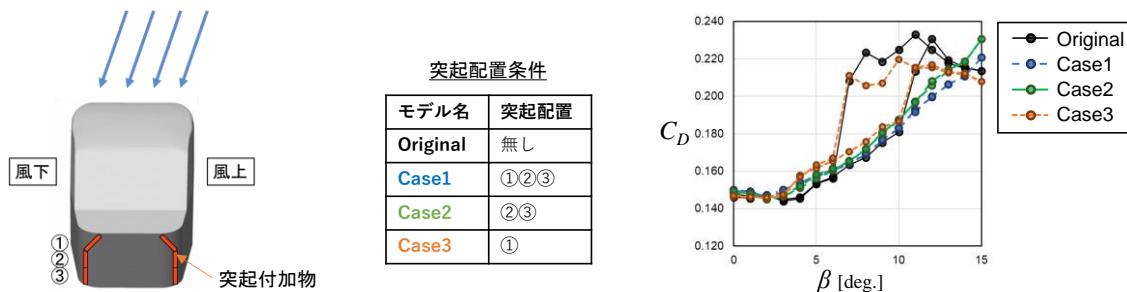 風下
風上
①
②
③
突起付加物
突起配置条件
モデル名 突起配置
Original 無し
Case1 ①②③
Case2 ②③
Case3 ①
0.240
0.220
0.200
0.180
0.160
0.140
0.120
C_D
0 5 10 15
β [deg.]
Original
Case1
Case2
Case3